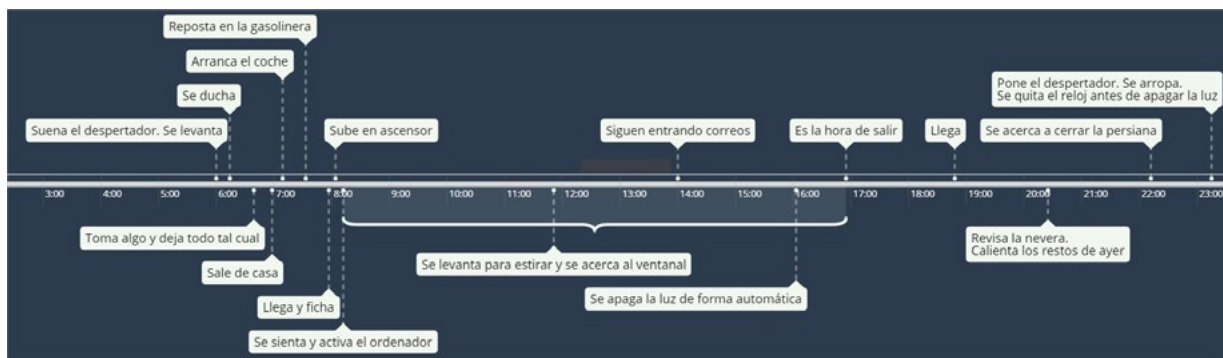 Reposta en la gasolinera
Arranca el coche
Se ducha
Pone el despertador. Se arropa.
Se quita el reloj antes de apagar la luz
Suena el despertador. Se levanta
Sube en ascensor
Siguen entrando correos
Es la hora de salir
Llega
Se acerca a cerrar la persiana
3:00 4:00 5:00 6:00 7:00 8:00 9:00 10:00 11:00 12:00 13:00 14:00 15:00 16:00 17:00 18:00 19:00 20:00 21:00 22:00 23:00
Toma algo y deja todo tal cual
Sale de casa
Llega y ficha
Se sienta y activa el ordenador
Se levanta para estirar y se acerca al ventanal
Se apaga la luz de forma automática
Revisa la nevera.
Calienta los restos de ayer